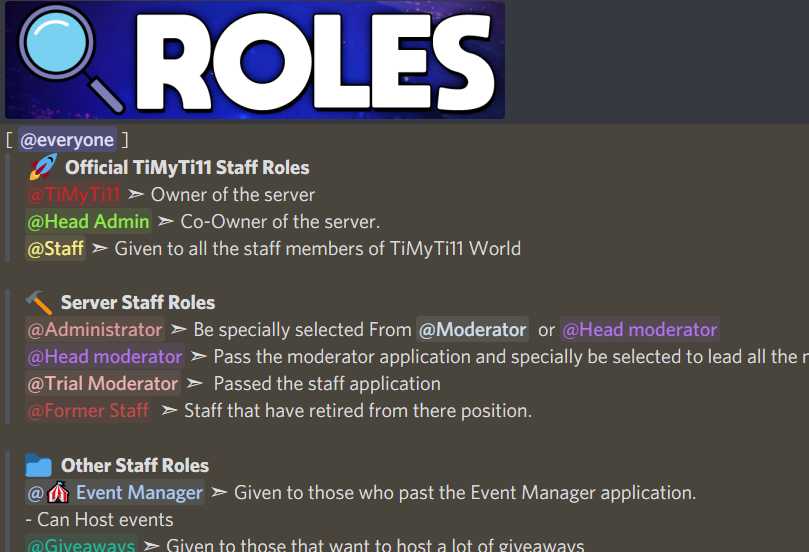 ROLES
[ @everyone ]
Official TiMyTi11 Staff Roles
@TiMyTi11 ➣ Owner of the server
@Head Admin ➣ Co-Owner of the server.
@Staff ➣ Given to all the staff members of TiMyTi11 World
Server Staff Roles
@Administrator ➣ Be specially selected From @Moderator or @Head moderator
@Head moderator ➣ Pass the moderator application and specially be selected to lead all the
@Trial Moderator ➣ Passed the staff application
@Former Staff ➣ Staff that have retired from there position.
Other Staff Roles
@🎪 Event Manager ➣ Given to those who past the Event Manager application.
- Can Host events
@Giveaways ➣ Given to those that want to host a lot of giveaways